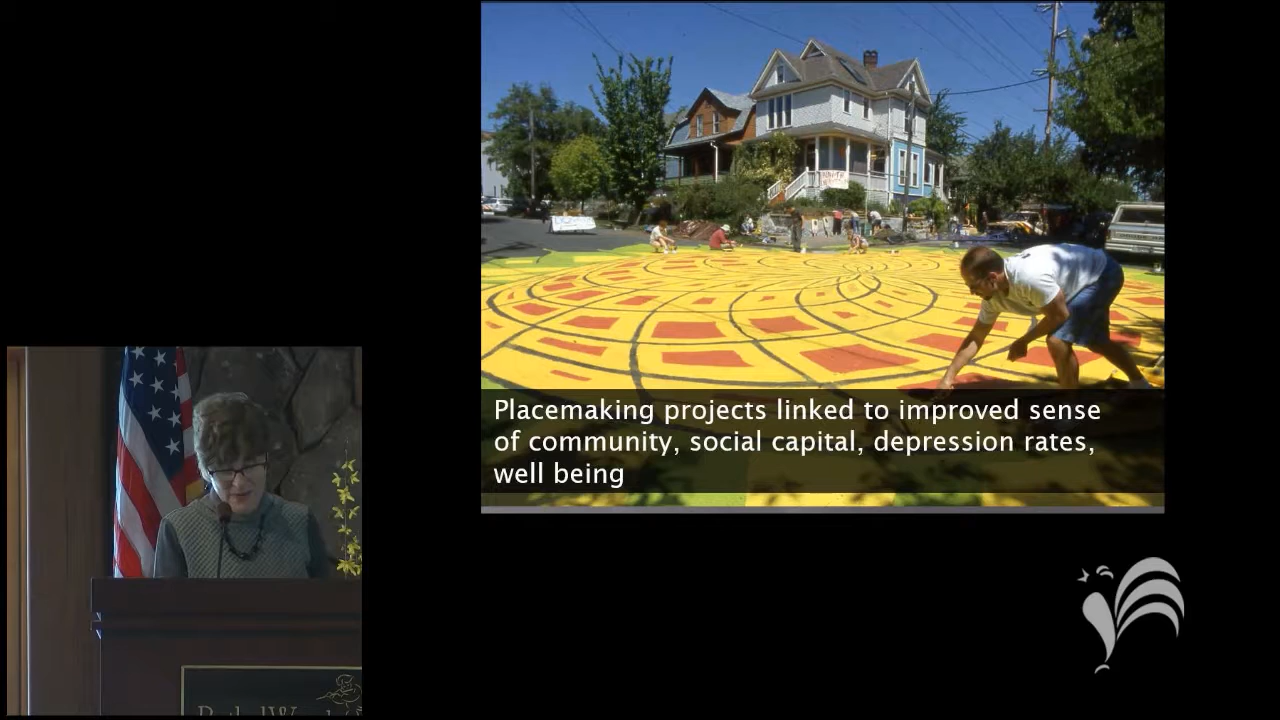 Placemaking projects linked to improved sense
of community, social capital, depression rates,
well being